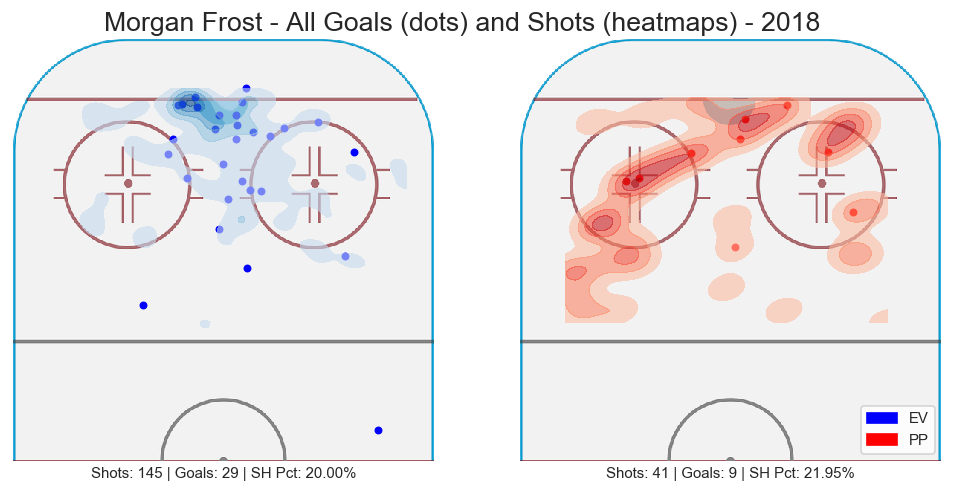 Morgan Frost - All Goals (dots) and Shots (heatmaps) - 2018
EV
PP
Shots: 145 | Goals: 29 | SH Pct: 20.00%
Shots: 41 | Goals: 9 | SH Pct: 21.95%